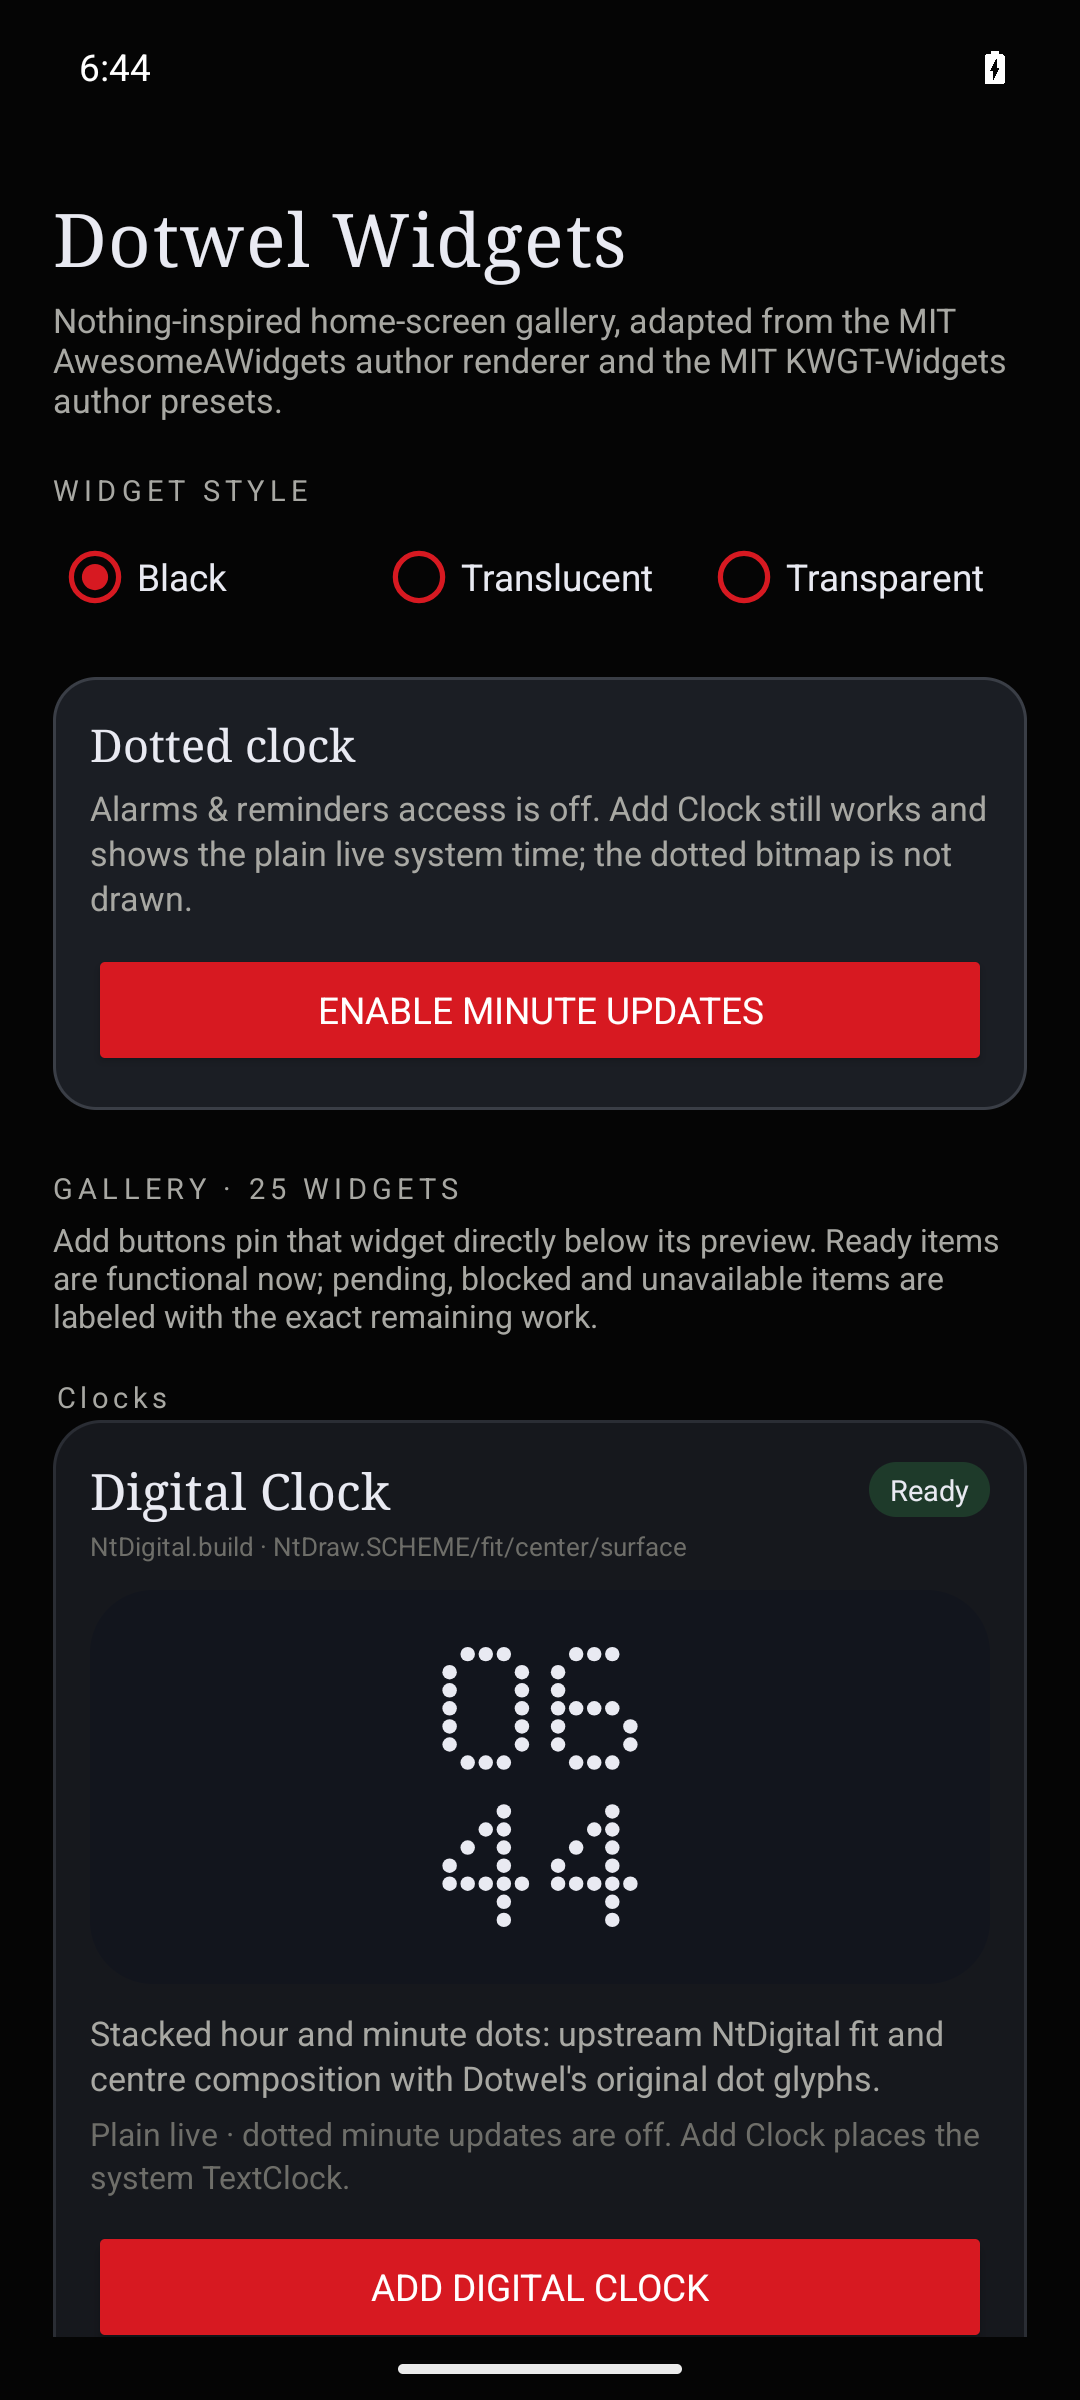 6:44
Dotwel Widgets
Nothing-inspired home-screen gallery, adapted from the MIT
AwesomeAWidgets author renderer and the MIT KWGT-Widgets
author presets.
WIDGET STYLE
Black
Translucent
Transparent
Dotted clock
Alarms & reminders access is off. Add Clock still works and
shows the plain live system time; the dotted bitmap is not
drawn.
ENABLE MINUTE UPDATES
GALLERY · 25 WIDGETS
Add buttons pin that widget directly below its preview. Ready items
are functional now; pending, blocked and unavailable items are
labeled with the exact remaining work.
Clocks
Digital Clock
Ready
NtDigital.build · NtDraw.SCHEME/fit/center/surface
06
44
Stacked hour and minute dots: upstream NtDigital fit and
centre composition with Dotwel's original dot glyphs.
Plain live · dotted minute updates are off. Add Clock places the
system TextClock.
ADD DIGITAL CLOCK